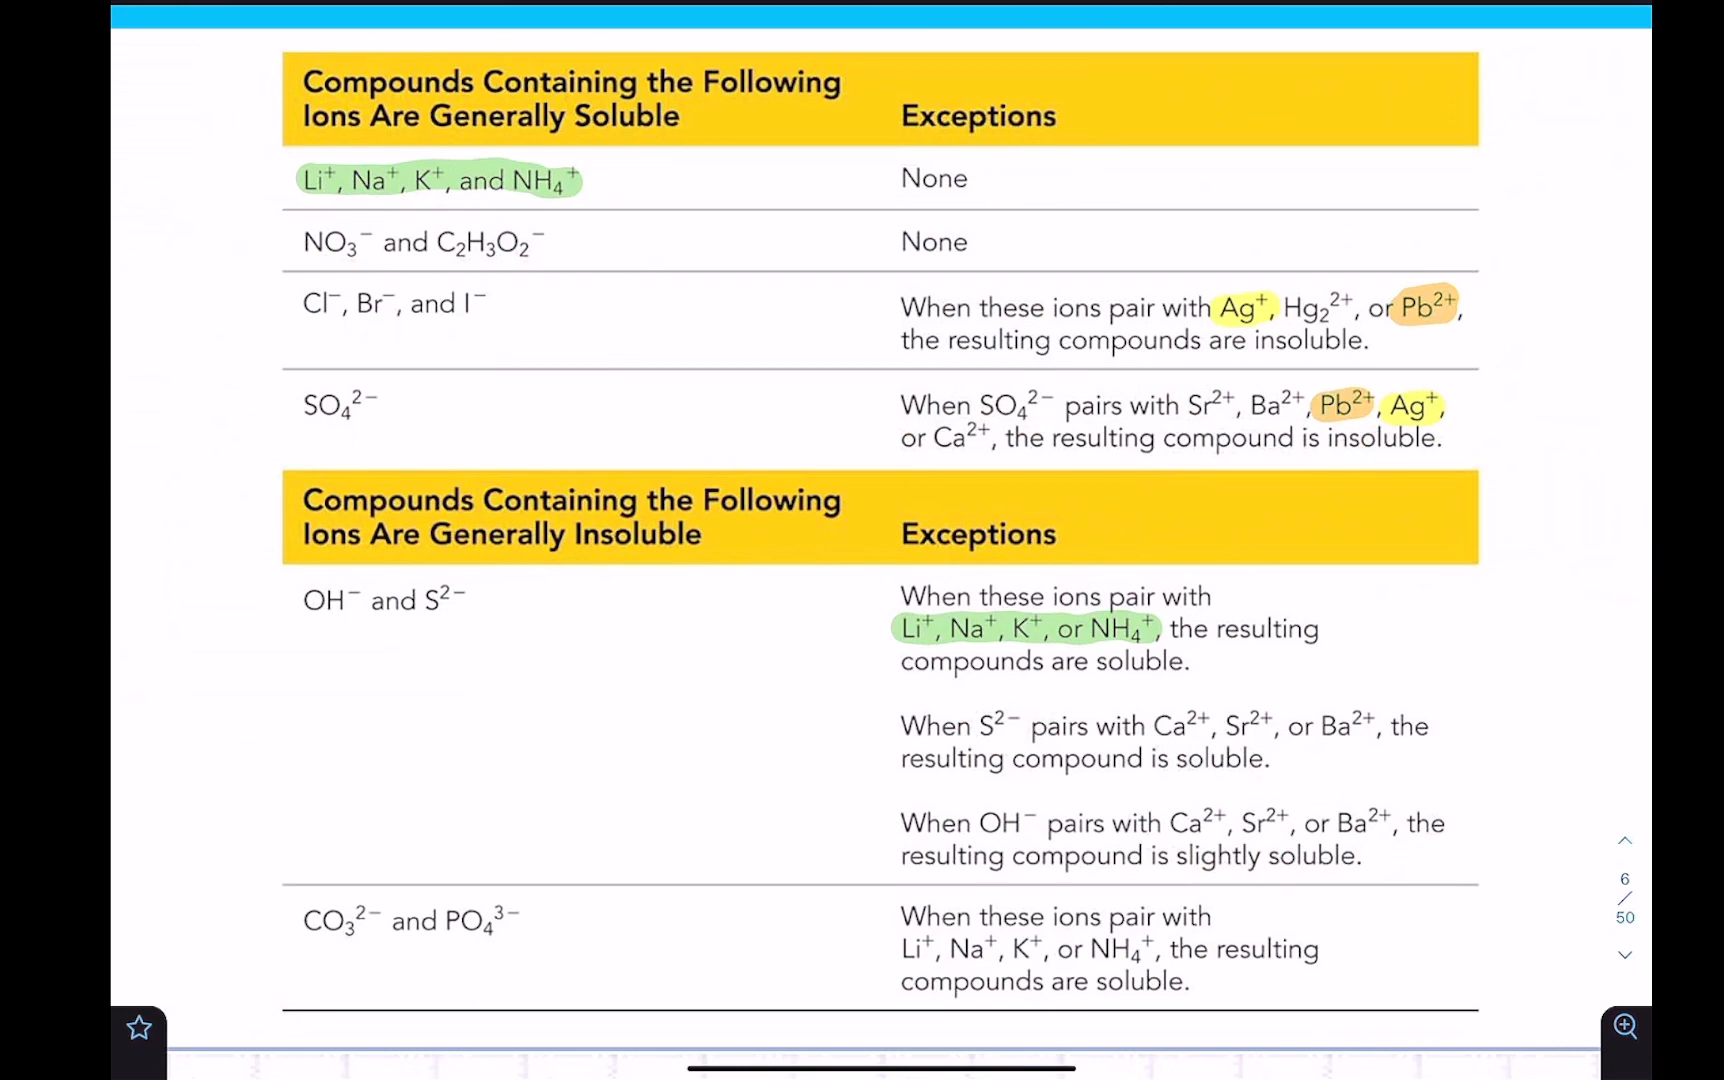 Compounds Containing the Following
Ions Are Generally Soluble
Exceptions
Li⁺, Na⁺, K⁺, and NH₄⁺
None
NO₃⁻ and C₂H₃O₂⁻
None
Cl⁻, Br⁻, and I⁻
When these ions pair with Ag⁺, Hg₂²⁺, or Pb²⁺,
the resulting compounds are insoluble.
SO₄²⁻
When SO₄²⁻ pairs with Sr²⁺, Ba²⁺, Pb²⁺, Ag⁺,
or Ca²⁺, the resulting compound is insoluble.
Compounds Containing the Following
Ions Are Generally Insoluble
Exceptions
OH⁻ and S²⁻
When these ions pair with
Li⁺, Na⁺, K⁺, or NH₄⁺, the resulting
compounds are soluble.
When S²⁻ pairs with Ca²⁺, Sr²⁺, or Ba²⁺, the
resulting compound is soluble.
When OH⁻ pairs with Ca²⁺, Sr²⁺, or Ba²⁺, the
resulting compound is slightly soluble.
CO₃²⁻ and PO₄³⁻
When these ions pair with
Li⁺, Na⁺, K⁺, or NH₄⁺, the resulting
compounds are soluble.
6
/
50